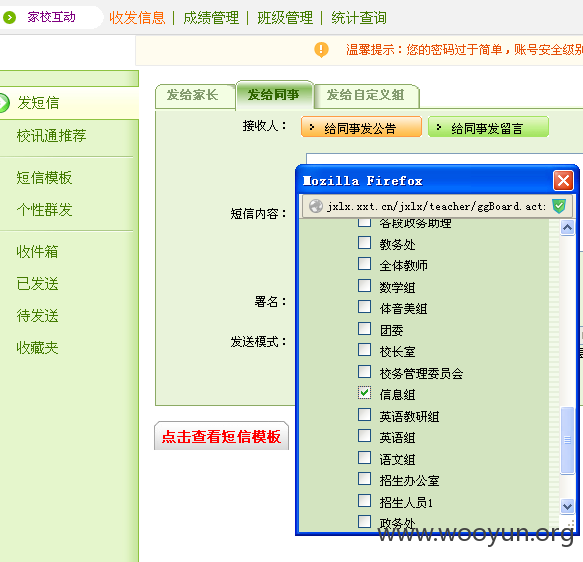 家校互动 收发信息 | 成绩管理 | 班级管理 | 统计查询
温馨提示：您的密码过于简单，账号安全级别
发短信
校讯通推荐
短信模板
个性群发
收件箱
已发送
待发送
收藏夹
发给家长 发给同事 发给自定义组
接收人： 给同事发公告 给同事发留言
短信内容：
署名：
发送模式：
点击查看短信模板
Mozilla Firefox
jxlx.xxt.cn/jxlx/teacher/ggBoard.act:
各段政务助理
教务处
全体教师
数学组
体音美组
团委
校长室
校务管理委员会
信息组
英语教研组
英语组
语文组
招生办公室
招生人员1
政务处
www.wooyun.org